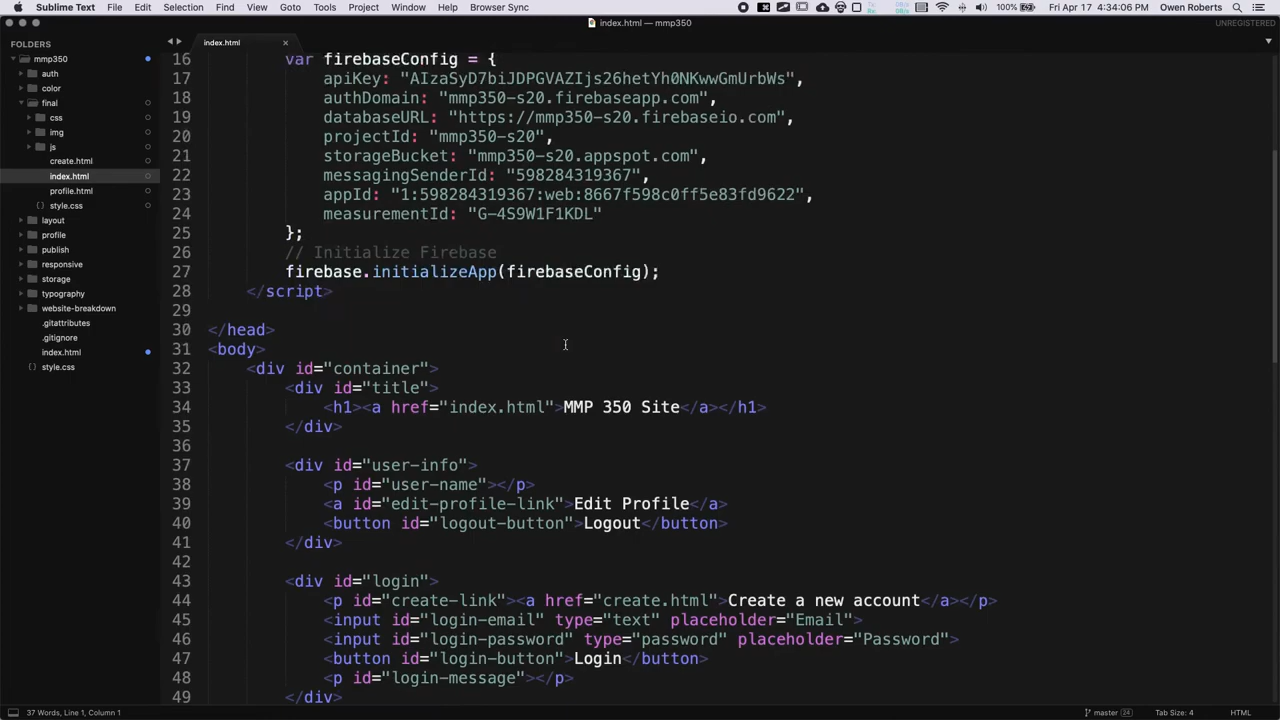 Sublime Text File Edit Selection Find View Goto Tools Project Window Help Browser Sync 100% Fri Apr 17 4:34:06 PM Owen Roberts
index.html — mmp350 UNREGISTERED
FOLDERS
mmp350
auth
color
final
css
img
js
create.html
index.html
profile.html
style.css
layout
profile
publish
responsive
storage
typography
website-breakdown
.gitattributes
.gitignore
index.html
style.css
index.html
16 var firebaseConfig = {
17 apiKey: "AIzaSyD7biJDPGVAZIjs26hetYh0NKwwGmUrbWs",
18 authDomain: "mmp350-s20.firebaseapp.com",
19 databaseURL: "https://mmp350-s20.firebaseio.com",
20 projectId: "mmp350-s20",
21 storageBucket: "mmp350-s20.appspot.com",
22 messagingSenderId: "598284319367",
23 appId: "1:598284319367:web:8667f598c0ff5e83fd9622",
24 measurementId: "G-4S9W1F1KDL"
25 };
26 // Initialize Firebase
27 firebase.initializeApp(firebaseConfig);
28 </script>
29
30 </head>
31 <body>
32 <div id="container">
33 <div id="title">
34 <h1><a href="index.html">MMP 350 Site</a></h1>
35 </div>
36
37 <div id="user-info">
38 <p id="user-name"></p>
39 <a id="edit-profile-link">Edit Profile</a>
40 <button id="logout-button">Logout</button>
41 </div>
42
43 <div id="login">
44 <p id="create-link"><a href="create.html">Create a new account</a></p>
45 <input id="login-email" type="text" placeholder="Email">
46 <input id="login-password" type="password" placeholder="Password">
47 <button id="login-button">Login</button>
48 <p id="login-message"></p>
49 </div>
37 Words, Line 1, Column 1 master 24 Tab Size: 4 HTML